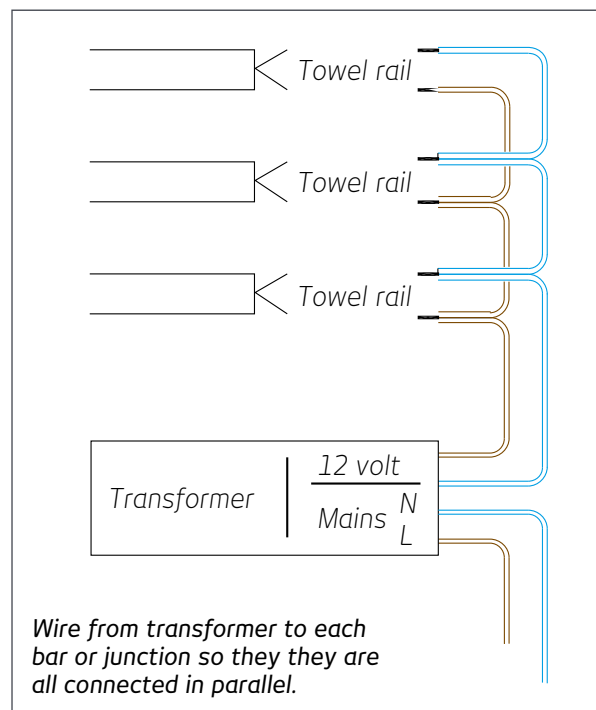 Towel rail
Towel rail
Towel rail
12 volt
Transformer
Mains N
L
Wire from transformer to each
bar or junction so they they are
all connected in parallel.